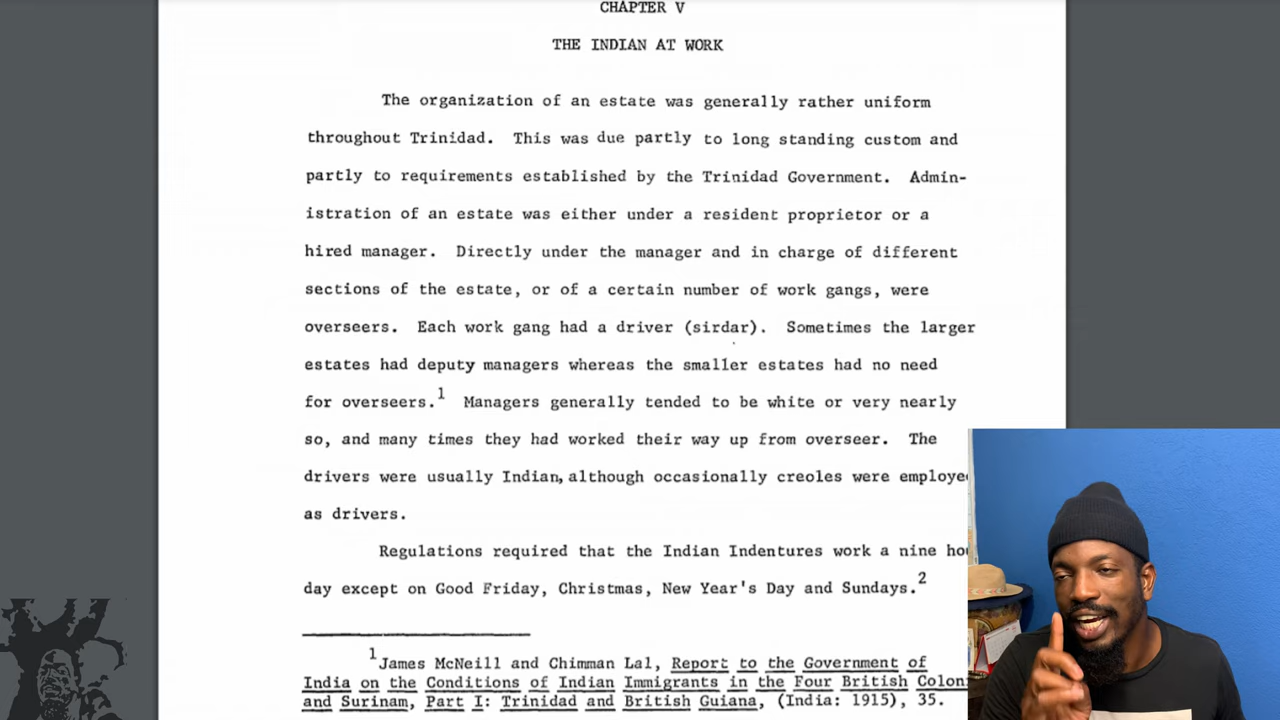 CHAPTER V
THE INDIAN AT WORK
The organization of an estate was generally rather uniform
throughout Trinidad. This was due partly to long standing custom and
partly to requirements established by the Trinidad Government. Admin-
istration of an estate was either under a resident proprietor or a
hired manager. Directly under the manager and in charge of different
sections of the estate, or of a certain number of work gangs, were
overseers. Each work gang had a driver (sirdar). Sometimes the larger
estates had deputy managers whereas the smaller estates had no need
for overseers.1 Managers generally tended to be white or very nearly
so, and many times they had worked their way up from overseer. The
drivers were usually Indian, although occasionally creoles were employe
as drivers.
Regulations required that the Indian Indentures work a nine ho
day except on Good Friday, Christmas, New Year's Day and Sundays.2
1James McNeill and Chimman Lal, Report to the Government of
India on the Conditions of Indian Immigrants in the Four British Colon
and Surinam, Part I: Trinidad and British Guiana, (India: 1915), 35.